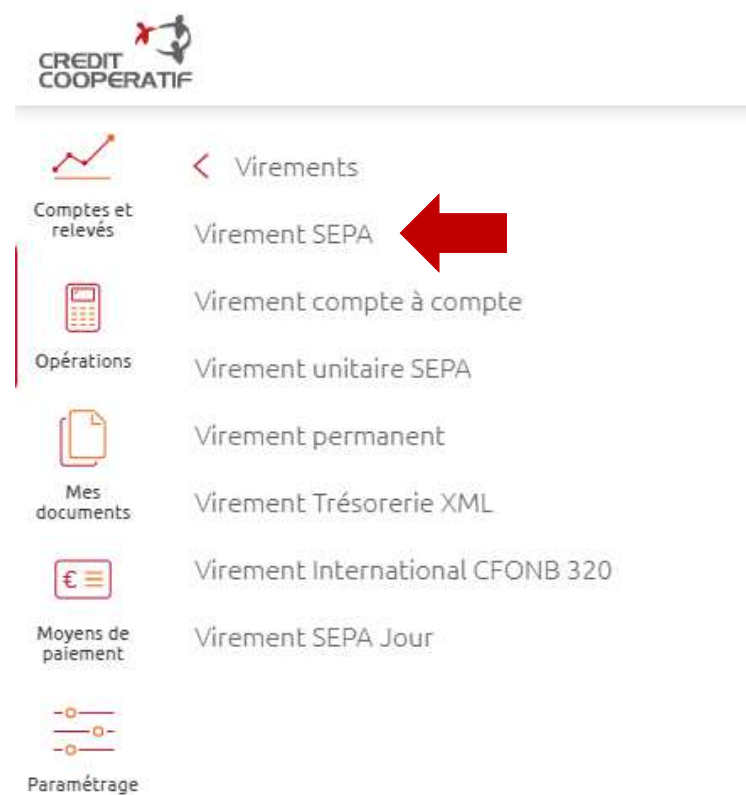 CREDIT
COOPERATIF
Comptes et
relevés
Opérations
Mes
documents
€
Moyens de
paiement
Paramétrage
Virements
Virement SEPA
Virement compte à compte
Virement unitaire SEPA
Virement permanent
Virement Trésorerie XML
Virement International CFONB 320
Virement SEPA Jour